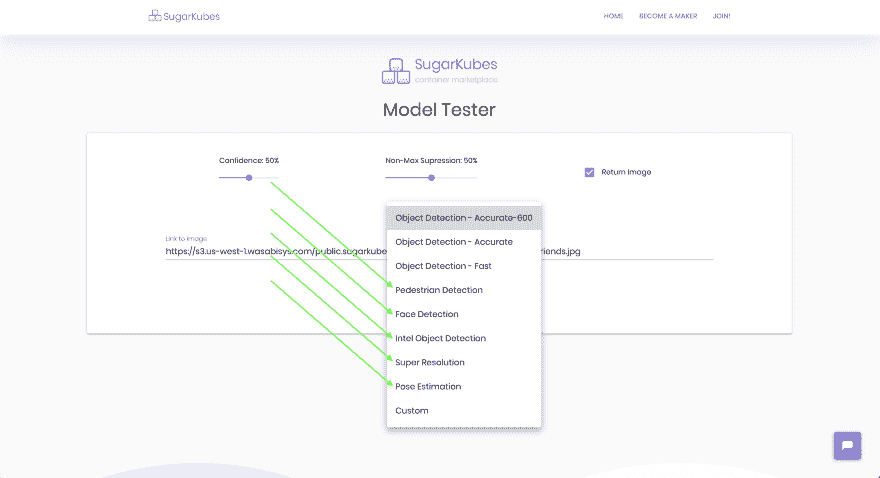 SugarKubes
HOME
BECOME A MAKER
JOIN!
SugarKubes
container marketplace
Model Tester
Confidence: 50%
Non-Max Supression: 50%
Return Image
Object Detection - Accurate-600
Object Detection - Accurate
Link to Image
https://s3.us-west-1.wasabisys.com/public.sugarkube
riends.jpg
Object Detection - Fast
Pedestrian Detection
Face Detection
Intel Object Detection
Super Resolution
Pose Estimation
Custom